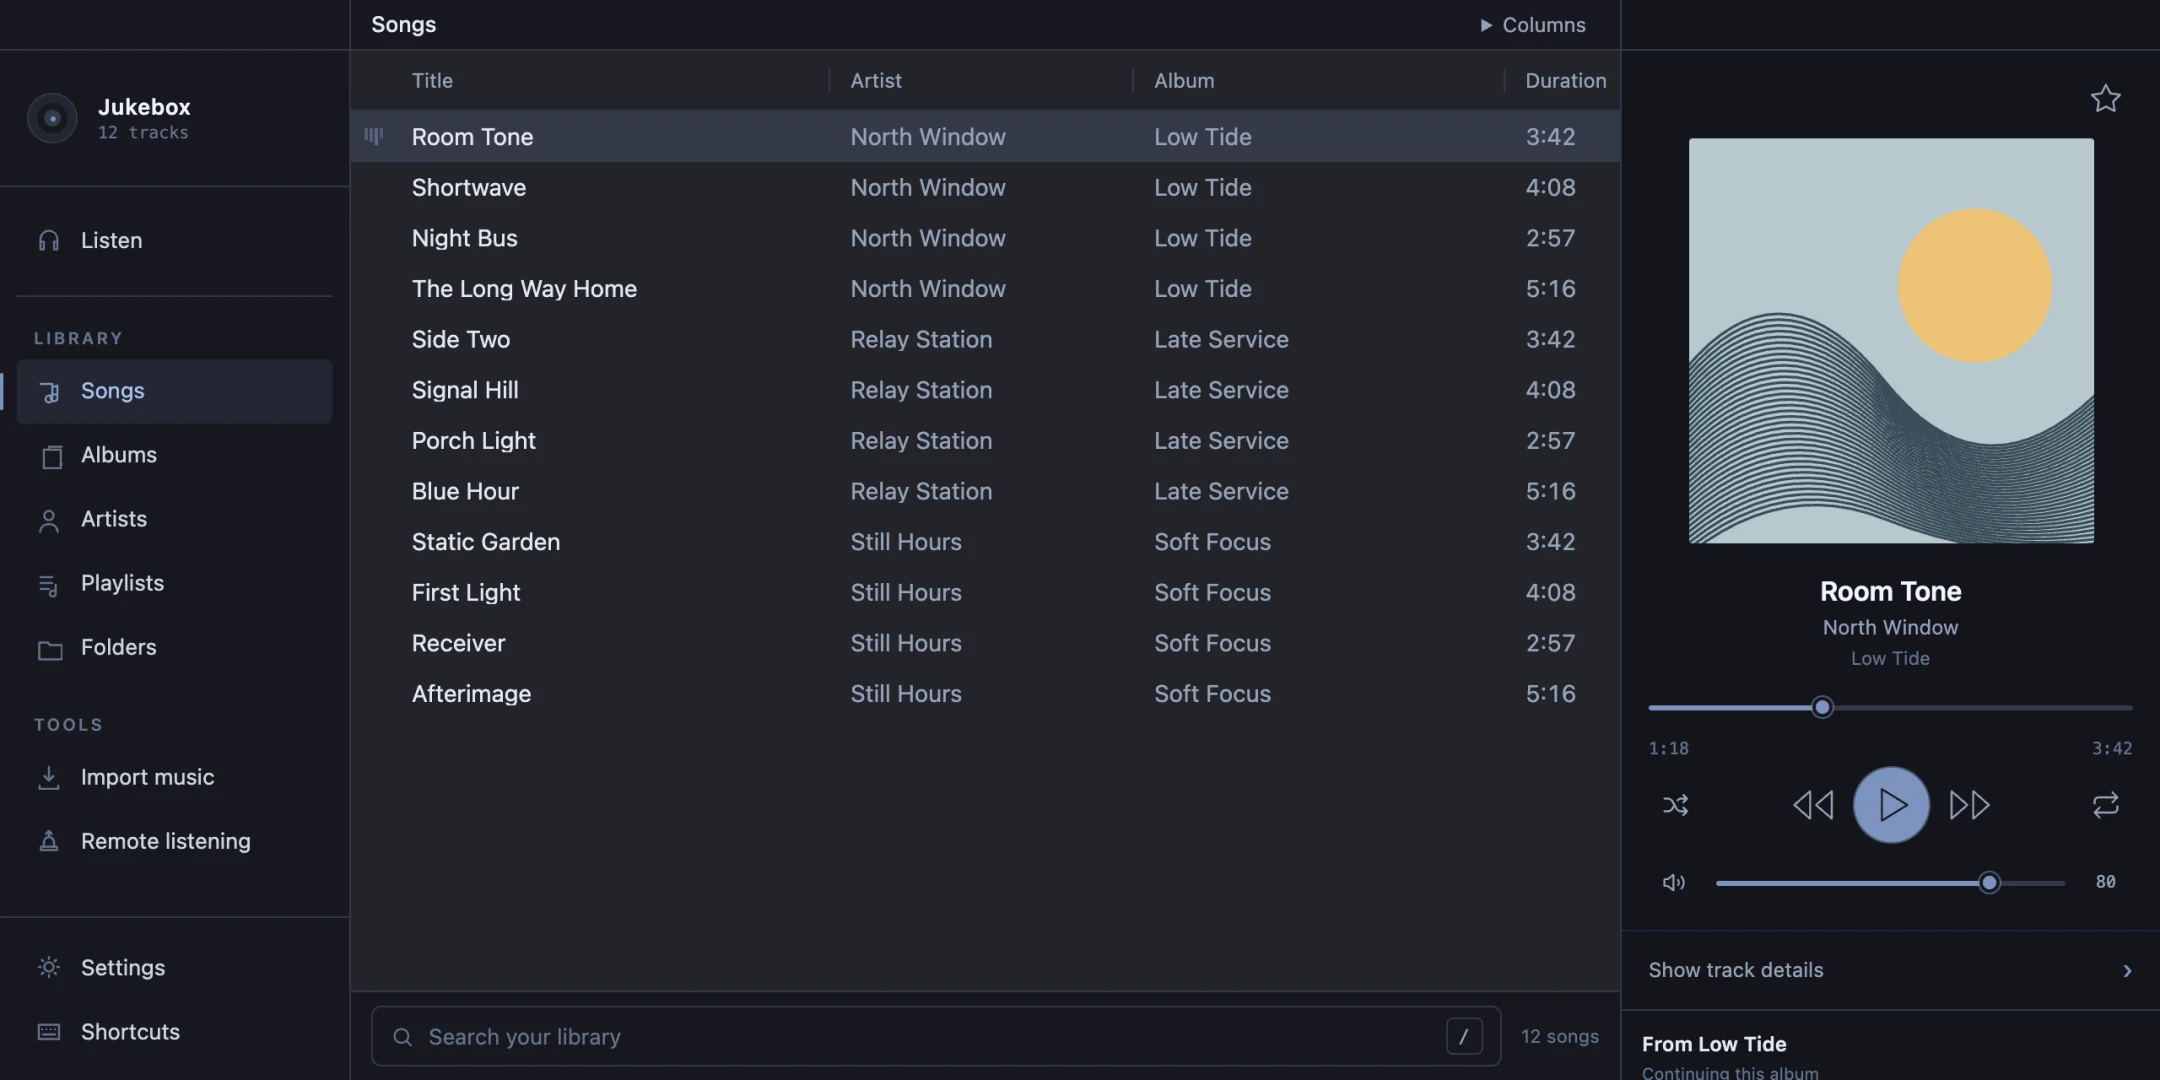 Jukebox
12 tracks
Listen
LIBRARY
Songs
Albums
Artists
Playlists
Folders
TOOLS
Import music
Remote listening
Settings
Shortcuts
Songs
Columns
Title Artist Album Duration
Room Tone North Window Low Tide 3:42
Shortwave North Window Low Tide 4:08
Night Bus North Window Low Tide 2:57
The Long Way Home North Window Low Tide 5:16
Side Two Relay Station Late Service 3:42
Signal Hill Relay Station Late Service 4:08
Porch Light Relay Station Late Service 2:57
Blue Hour Relay Station Late Service 5:16
Static Garden Still Hours Soft Focus 3:42
First Light Still Hours Soft Focus 4:08
Receiver Still Hours Soft Focus 2:57
Afterimage Still Hours Soft Focus 5:16
Search your library /
12 songs
Room Tone
North Window
Low Tide
1:18 3:42
80
Show track details
From Low Tide
Continuing this album